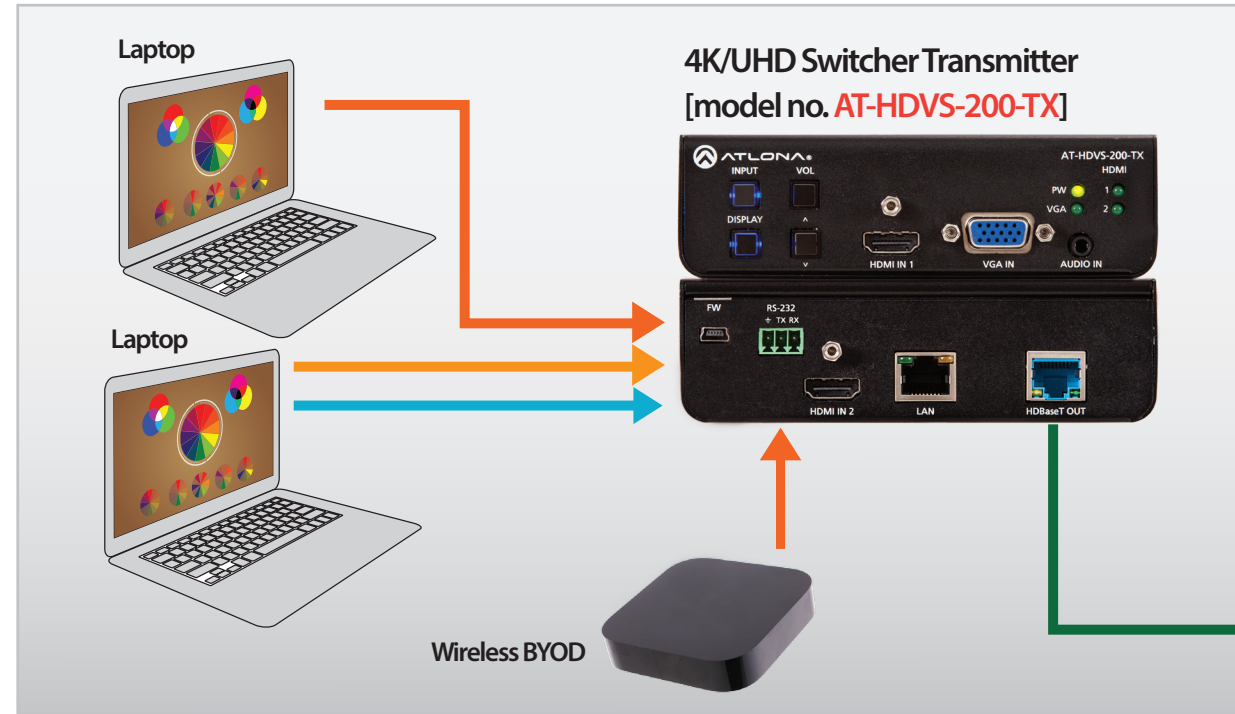 Laptop
4K/UHD Switcher Transmitter
[model no. AT-HDVS-200-TX]
ATLONA®
AT-HDVS-200-TX
INPUT VOL HDMI
PW 1
DISPLAY ^ VGA 2
v HDMI IN 1 VGA IN AUDIO IN
FW RS-232
TX RX
Laptop
HDMI IN 2 LAN HDBaseT OUT
Wireless BYOD